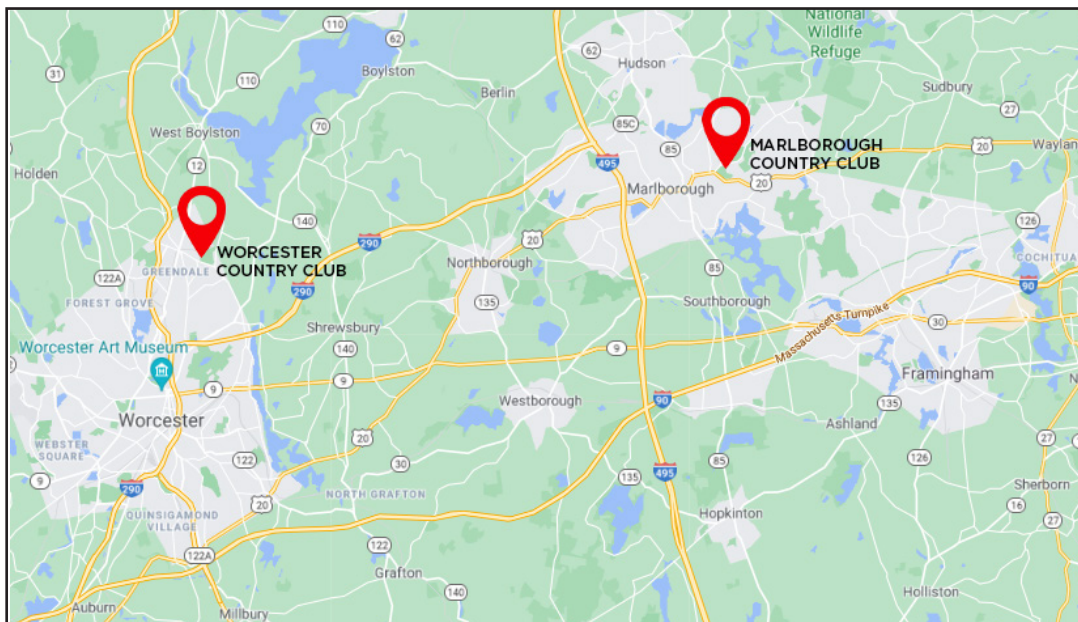 NATIONAL
Wildlife
Refuge
110
62
62
Hudson
31
Boylston
110
Berlin
Sudbury
27
70
85C
West Boylston
85
MARLBOROUGH
COUNTRY CLUB
20
Wayland
12
495
Holden
Marlborough
20
140
126
290
20
WORCESTER
COUNTRY CLUB
COCHITUATE
GREENDALE
Northborough
85
122A
290
90
135
Southborough
FOREST GROVE
30
Shrewsbury
Massachusetts Turnpike
Worcester Art Museum
140
9
Framingham
9
9
90
Westborough
135
Worcester
Ashland
WEBSTER
SQUARE
20
27
122
30
85
126
9
495
135
290
NORTH GRAFTON
Sherborn
20
16
QUINSIGAMOND
VILLAGE
Hopkinton
27
122
122A
Grafton
140
Holliston
Auburn
Millbury